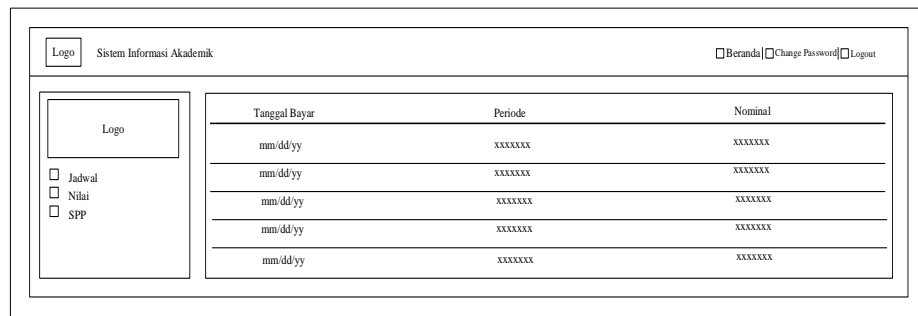 Logo Sistem Informasi Akademik Beranda Change Password Logout
Logo
Jadwal
Nilai
SPP
Tanggal Bayar Periode Nominal
mm/dd/yy xxxxxxx xxxxxxx
mm/dd/yy xxxxxxx xxxxxxx
mm/dd/yy xxxxxxx xxxxxxx
mm/dd/yy xxxxxxx xxxxxxx
mm/dd/yy xxxxxxx xxxxxxx